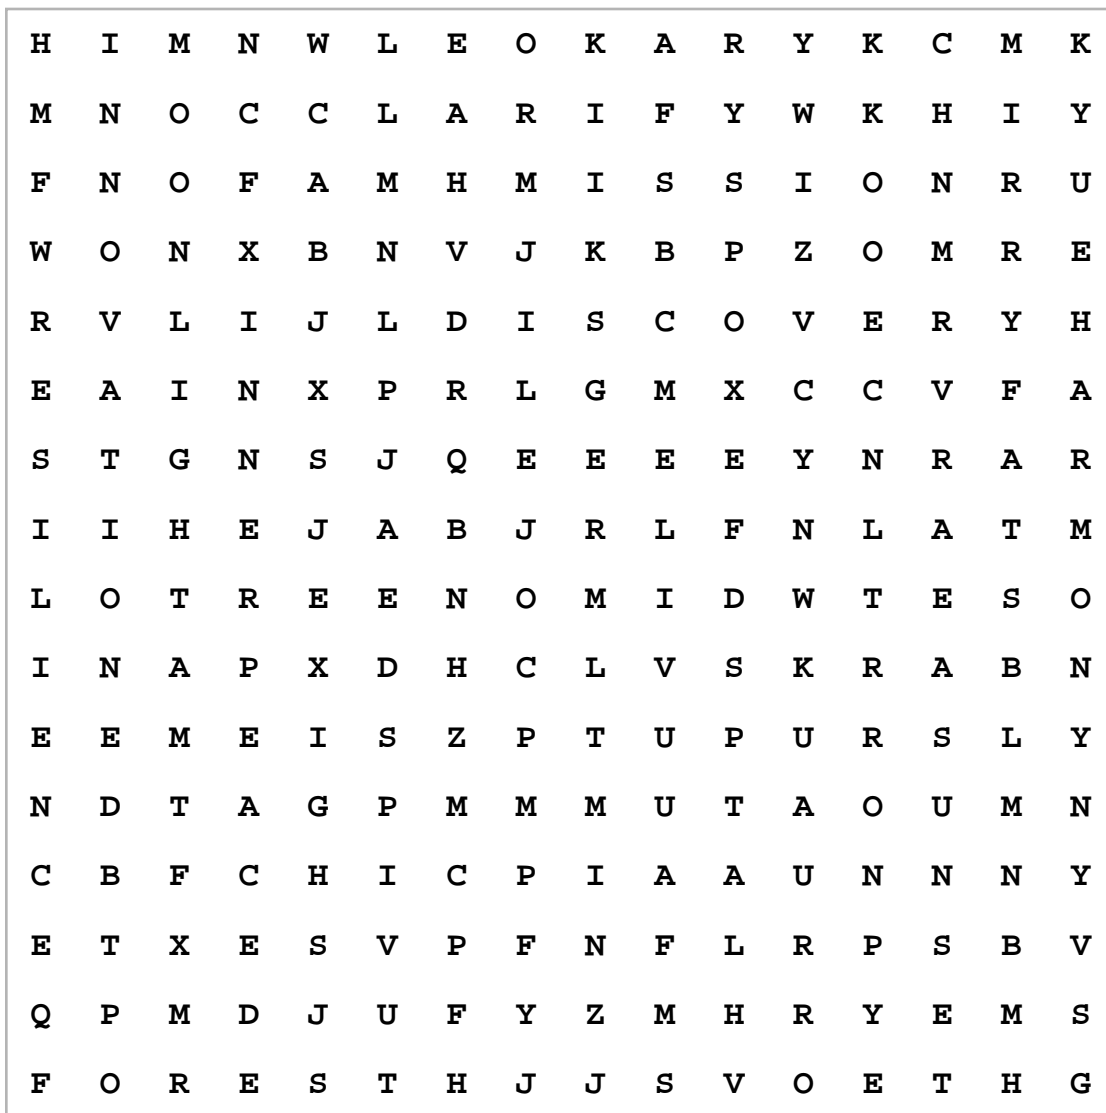 H I M N W L E O K A R Y K C M K
M N O C C L A R I F Y W K H I Y
F N O F A M H M I S S I O N R U
W O N X B N V J K B P Z O M R E
R V L I J L D I S C O V E R Y H
E A I N X P R L G M X C C V F A
S T G N S J Q E E E E Y N R A R
I I H E J A B J R L F N L A T M
L O T R E E N O M I D W T E S O
I N A P X D H C L V S K R A B N
E E M E I S Z P T U P U R S L Y
N D T A G P M M M U T A O U M N
C B F C H I C P I A A U N N N Y
E T X E S V P F N F L R P S B V
Q P M D J U F Y Z M H R Y E M S
F O R E S T H J J S V O E T H G